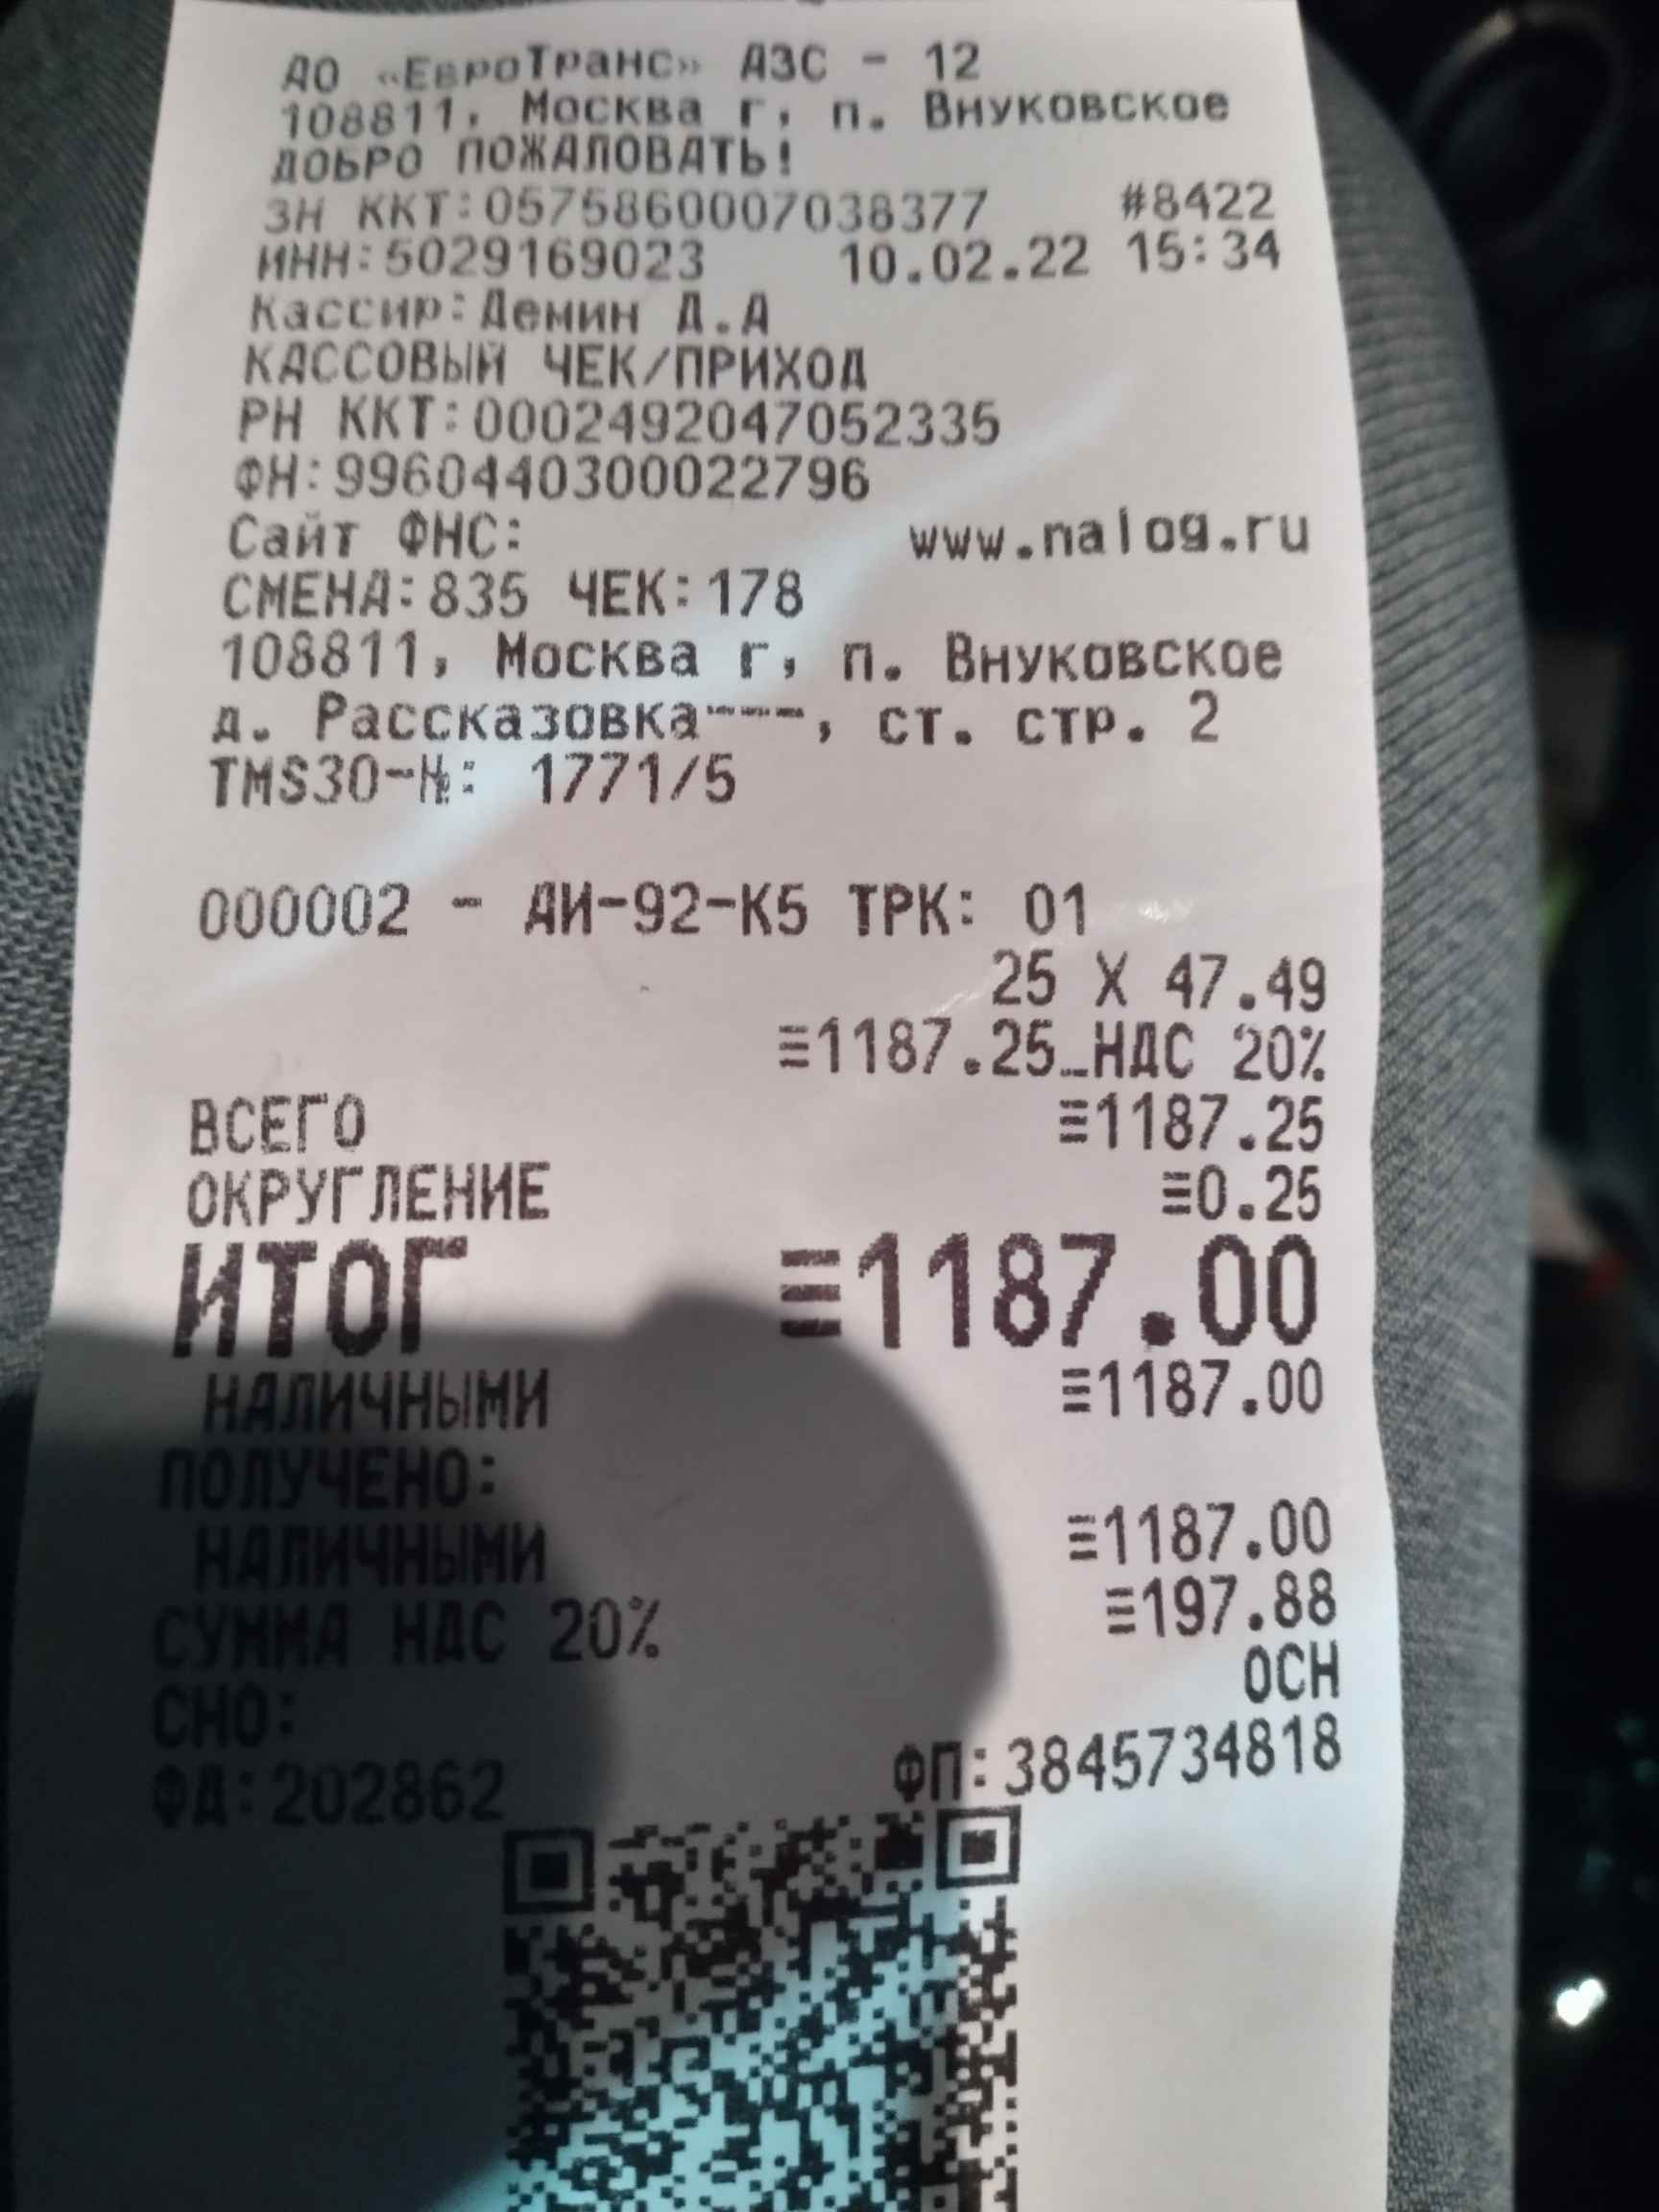 АО «ЕвроТранс» АЗС - 12
108811, Москва г, п. Внуковское
ДОБРО ПОЖАЛОВАТЬ!
ЗН ККТ:0575860007038377 #8422
ИНН:5029169023 10.02.22 15:34
Кассир:Демин Д.А
КАССОВЫЙ ЧЕК/ПРИХОД
РН ККТ:0002492047052335
ФН:9960440300022796
Сайт ФНС: www.nalog.ru
СМЕНА:835 ЧЕК:178
108811, Москва г, п. Внуковское
д. Рассказовка---, ст. стр. 2
TMS30-№: 1771/5
000002 - АИ-92-К5 ТРК: 01
25 X 47.49
≡1187.25_НДС 20%
ВСЕГО ≡1187.25
ОКРУГЛЕНИЕ ≡0.25
ИТОГ ≡1187.00
НАЛИЧНЫМИ ≡1187.00
ПОЛУЧЕНО:
НАЛИЧНЫМИ ≡1187.00
СУММА НДС 20% ≡197.88
СНО: ОСН
ФД:202862 ФП:3845734818